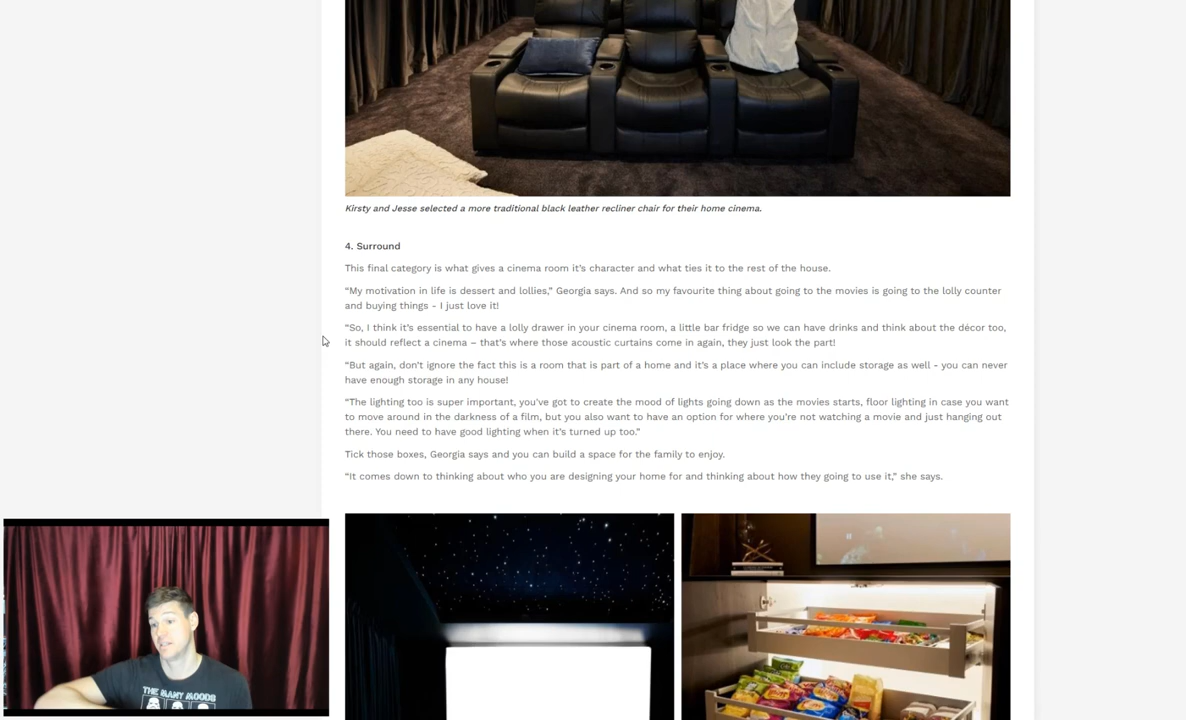 Kirsty and Jesse selected a more traditional black leather recliner chair for their home cinema.
4. Surround
This final category is what gives a cinema room it’s character and what ties it to the rest of the house.
“My motivation in life is dessert and lollies,” Georgia says. And so my favourite thing about going to the movies is going to the lolly counter
and buying things - I just love it!
“So, I think it’s essential to have a lolly drawer in your cinema room, a little bar fridge so we can have drinks and think about the décor too,
it should reflect a cinema – that’s where those acoustic curtains come in again, they just look the part!
“But again, don’t ignore the fact this is a room that is part of a home and it’s a place where you can include storage as well - you can never
have enough storage in any house!
“The lighting too is super important, you've got to create the mood of lights going down as the movies starts, floor lighting in case you want
to move around in the darkness of a film, but you also want to have an option for where you’re not watching a movie and just hanging out
there. You need to have good lighting when it’s turned up too.”
Tick those boxes, Georgia says and you can build a space for the family to enjoy.
“It comes down to thinking about who you are designing your home for and thinking about how they going to use it,” she says.
THE MANY MOODS